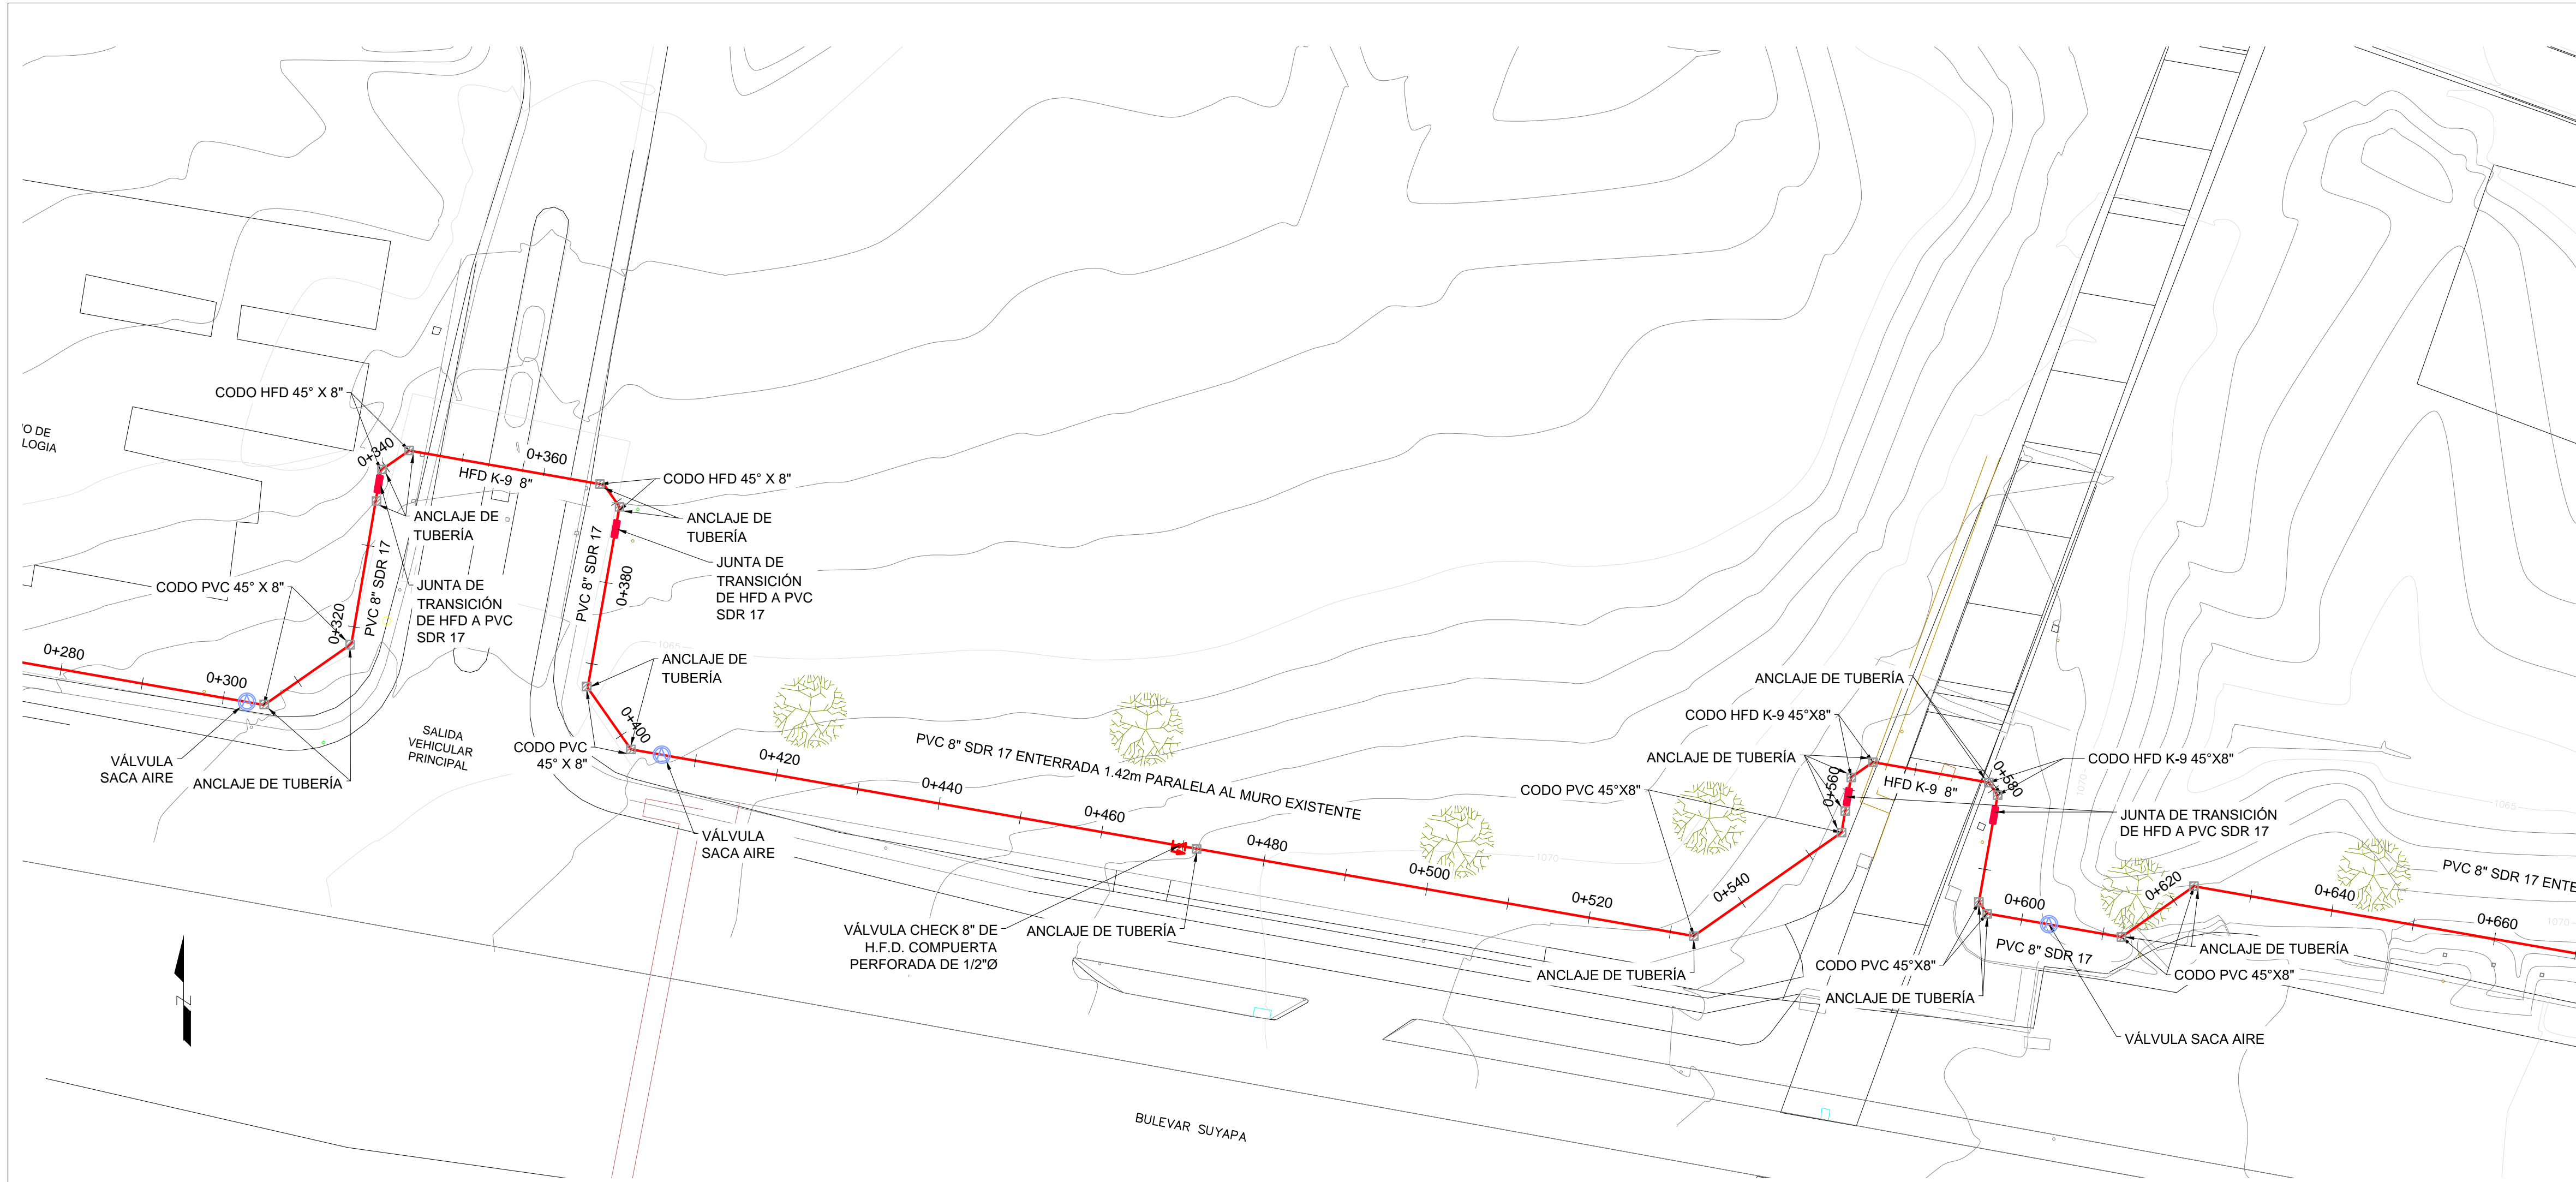 CODO HFD 45° X 8"
O DE
LOGIA
0+340
HFD K-9 8"
0+360
CODO HFD 45° X 8"
ANCLAJE DE
TUBERÍA
ANCLAJE DE
TUBERÍA
JUNTA DE
TRANSICIÓN
DE HFD A PVC
SDR 17
JUNTA DE
TRANSICIÓN
DE HFD A PVC
SDR 17
CODO PVC 45° X 8"
0+320
PVC 8" SDR 17
PVC 8" SDR 17
0+380
0+280
0+300
1065
ANCLAJE DE
TUBERÍA
0+400
VÁLVULA
SACA AIRE
ANCLAJE DE TUBERÍA
SALIDA
VEHICULAR
PRINCIPAL
CODO PVC
45° X 8"
0+420
PVC 8" SDR 17 ENTERRADA 1.42m PARALELA AL MURO EXISTENTE
0+440
0+460
0+480
0+500
0+520
0+540
1070
VÁLVULA
SACA AIRE
VÁLVULA CHECK 8" DE
H.F.D. COMPUERTA
PERFORADA DE 1/2"Ø
ANCLAJE DE TUBERÍA
ANCLAJE DE TUBERÍA
CODO HFD K-9 45°X8"
ANCLAJE DE TUBERÍA
CODO PVC 45°X8"
0+560
HFD K-9 8"
0+580
CODO HFD K-9 45°X8"
1070
1065
JUNTA DE TRANSICIÓN
DE HFD A PVC SDR 17
ANCLAJE DE TUBERÍA
CODO PVC 45°X8"
ANCLAJE DE TUBERÍA
0+600
PVC 8" SDR 17
0+620
0+640
0+660
PVC 8" SDR 17 ENTE
1070
ANCLAJE DE TUBERÍA
CODO PVC 45°X8"
VÁLVULA SACA AIRE
N
BULEVAR SUYAPA